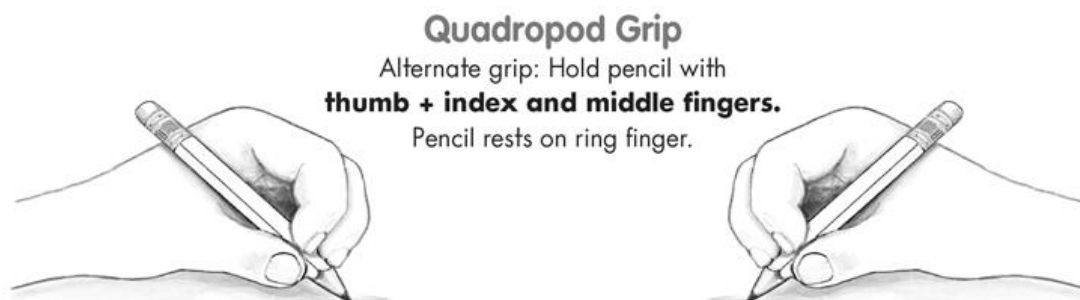 Quadropod Grip
Alternate grip: Hold pencil with
thumb + index and middle fingers.
Pencil rests on ring finger.